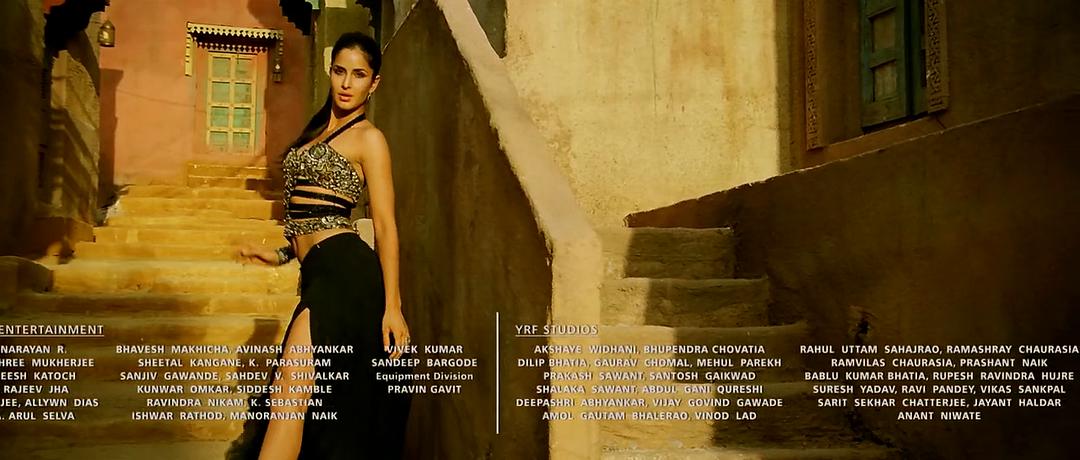 ENTERTAINMENT
NARAYAN R.
HREE MUKHERJEE
EESH KATOCH
RAJEEV JHA
JEE, ALLYWN DIAS
. ARUL SELVA
BHAVESH MAKHICHA, AVINASH ABHYANKAR
SHEETAL KANGANE, K. PARASURAM
SANJIV GAWANDE, SAHDEV V. SHIVALKAR
KUNWAR OMKAR, SIDDESH KAMBLE
RAVINDRA NIKAM, K. SEBASTIAN
ISHWAR RATHOD, MANORANJAN NAIK
VIVEK KUMAR
SANDEEP BARGODE
Equipment Division
PRAVIN GAVIT
YRF STUDIOS
AKSHAYE WIDHANI, BHUPENDRA CHOVATIA
DILIP BHATIA, GAURAV CHOMAL, MEHUL PAREKH
PRAKASH SAWANT, SANTOSH GAIKWAD
SHALAKA SAWANT, ABDUL GANI QURESHI
DEEPASHRI ABHYANKAR, VIJAY GOVIND GAWADE
AMOL GAUTAM BHALERAO, VINOD LAD
RAHUL UTTAM SAHAJRAO, RAMASHRAY CHAURASIA
RAMVILAS CHAURASIA, PRASHANT NAIK
BABLU KUMAR BHATIA, RUPESH RAVINDRA HUJRE
SURESH YADAV, RAVI PANDEY, VIKAS SANKPAL
SARIT SEKHAR CHATTERJEE, JAYANT HALDAR
ANANT NIWATE